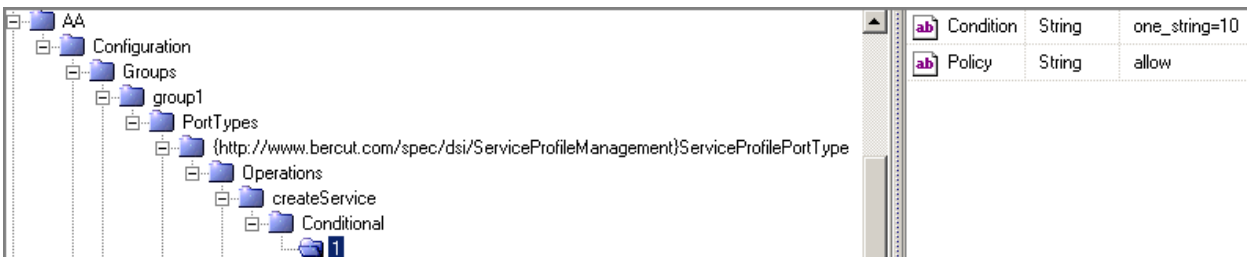 AA
Configuration
Groups
group1
PortTypes
{http://www.bercut.com/spec/dsi/ServiceProfileManagement}ServiceProfilePortType
Operations
createService
Conditional
1
ab Condition String one_string=10
ab Policy String allow